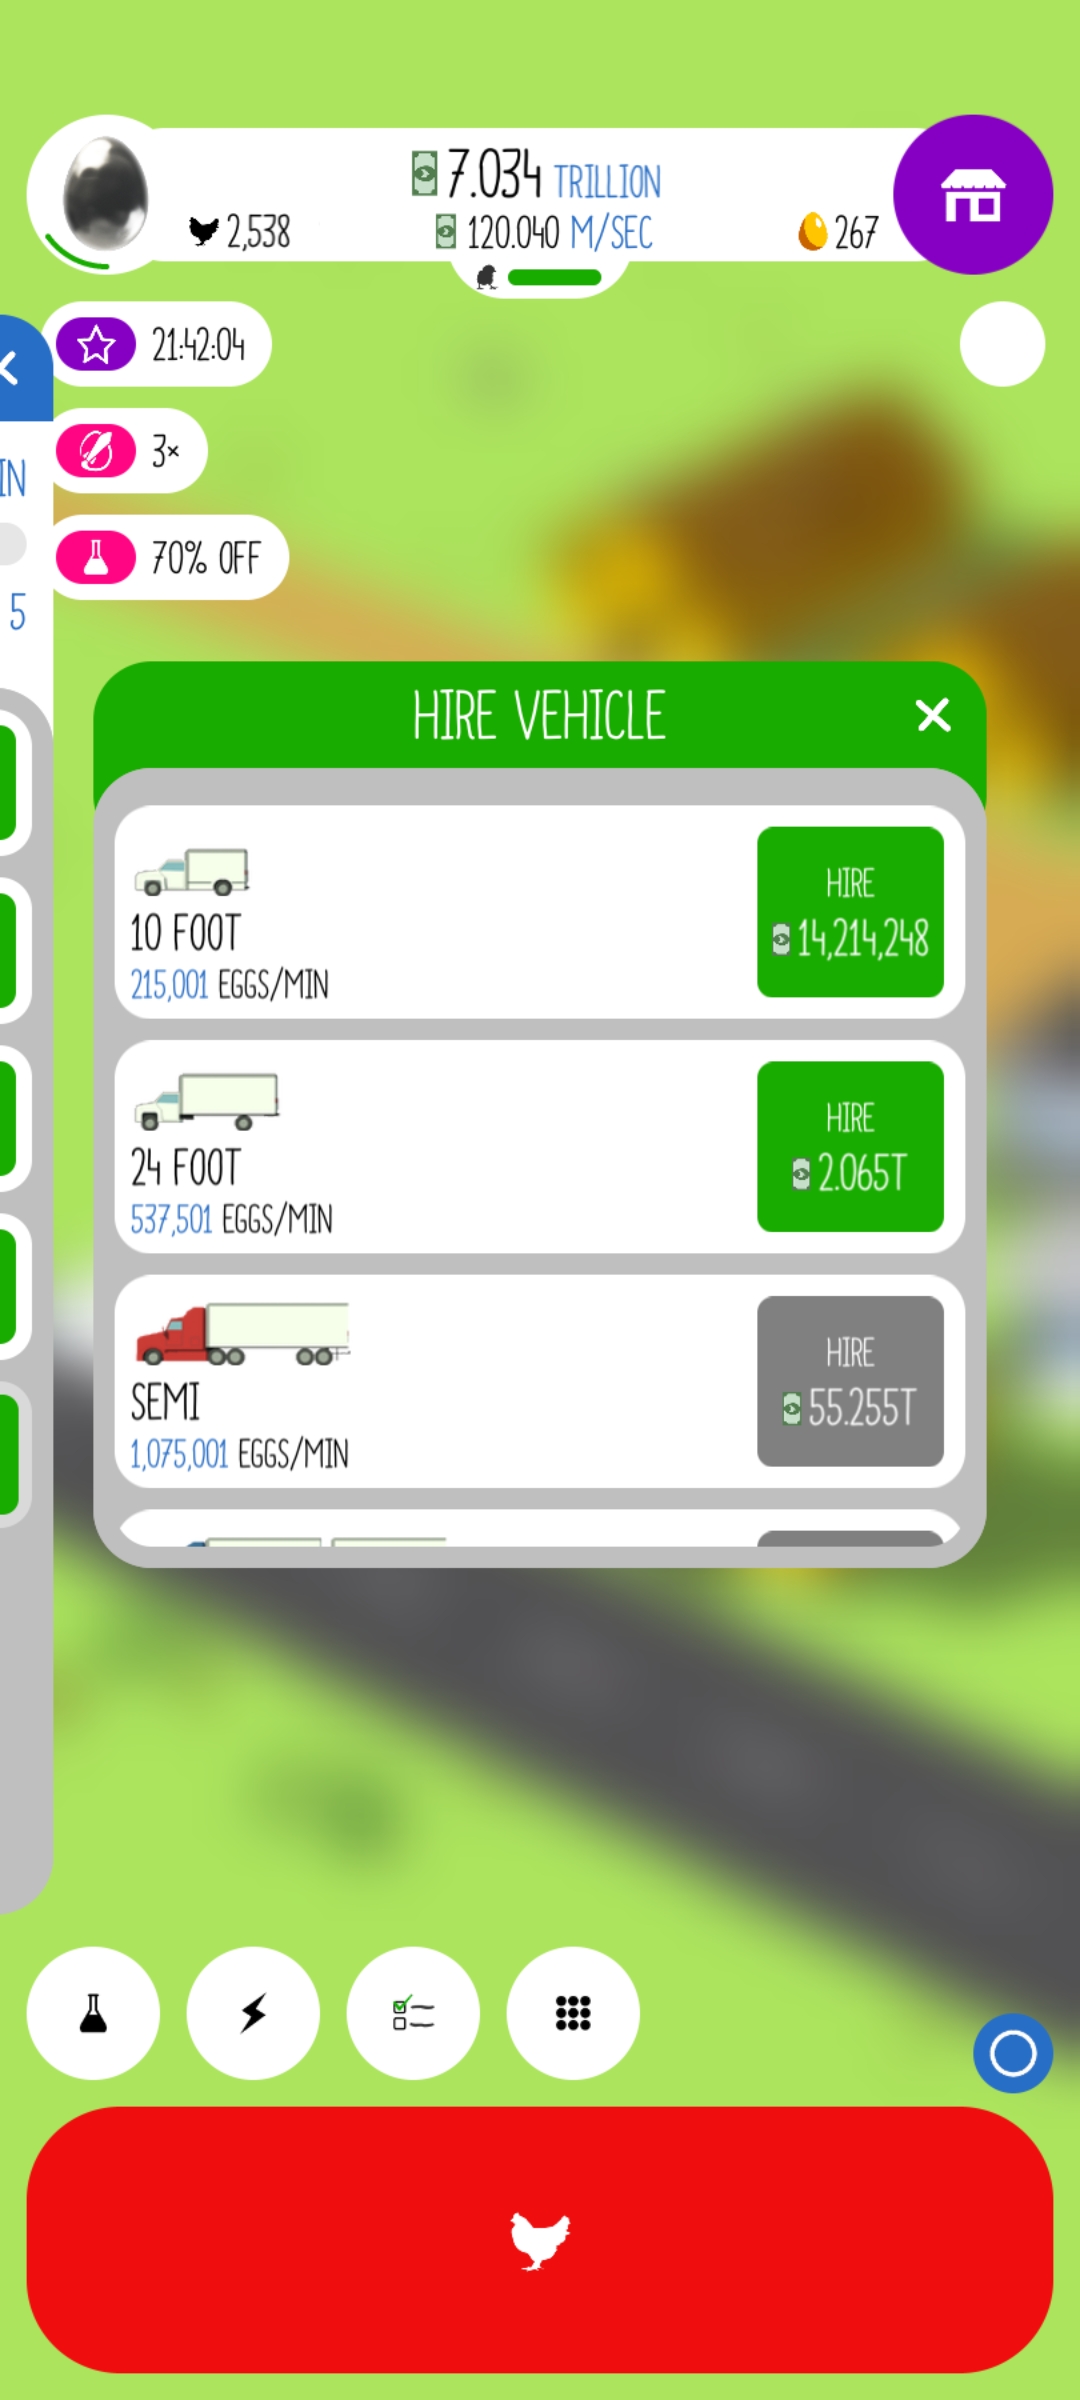 7.034 TRILLION
2,538
120.040 M/SEC
267
21:42:04
3×
IN
70% OFF
5
HIRE VEHICLE
10 FOOT
215,001 EGGS/MIN
HIRE
14,214,248
24 FOOT
537,501 EGGS/MIN
HIRE
2.065T
SEMI
1,075,001 EGGS/MIN
HIRE
55.255T